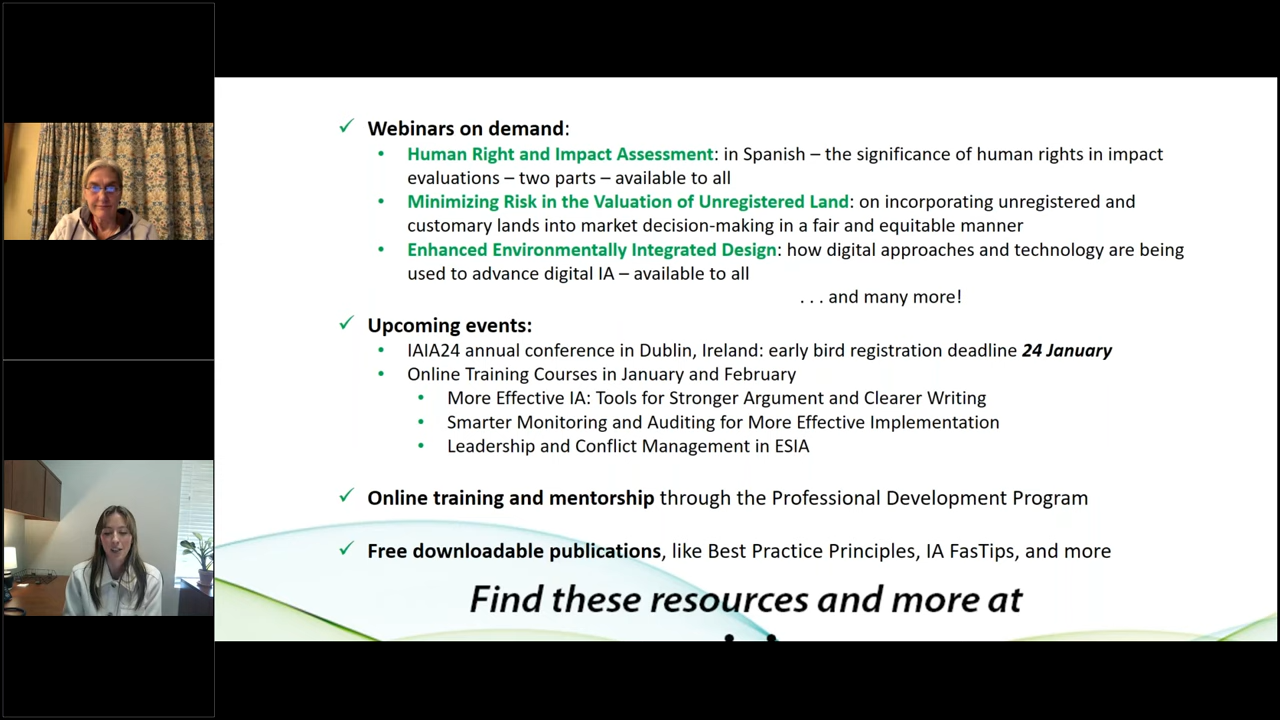 Webinars on demand:
Human Right and Impact Assessment: in Spanish – the significance of human rights in impact
evaluations – two parts – available to all
Minimizing Risk in the Valuation of Unregistered Land: on incorporating unregistered and
customary lands into market decision-making in a fair and equitable manner
Enhanced Environmentally Integrated Design: how digital approaches and technology are being
used to advance digital IA – available to all
. . . and many more!
Upcoming events:
IAIA24 annual conference in Dublin, Ireland: early bird registration deadline 24 January
Online Training Courses in January and February
More Effective IA: Tools for Stronger Argument and Clearer Writing
Smarter Monitoring and Auditing for More Effective Implementation
Leadership and Conflict Management in ESIA
Online training and mentorship through the Professional Development Program
Free downloadable publications, like Best Practice Principles, IA FasTips, and more
Find these resources and more at